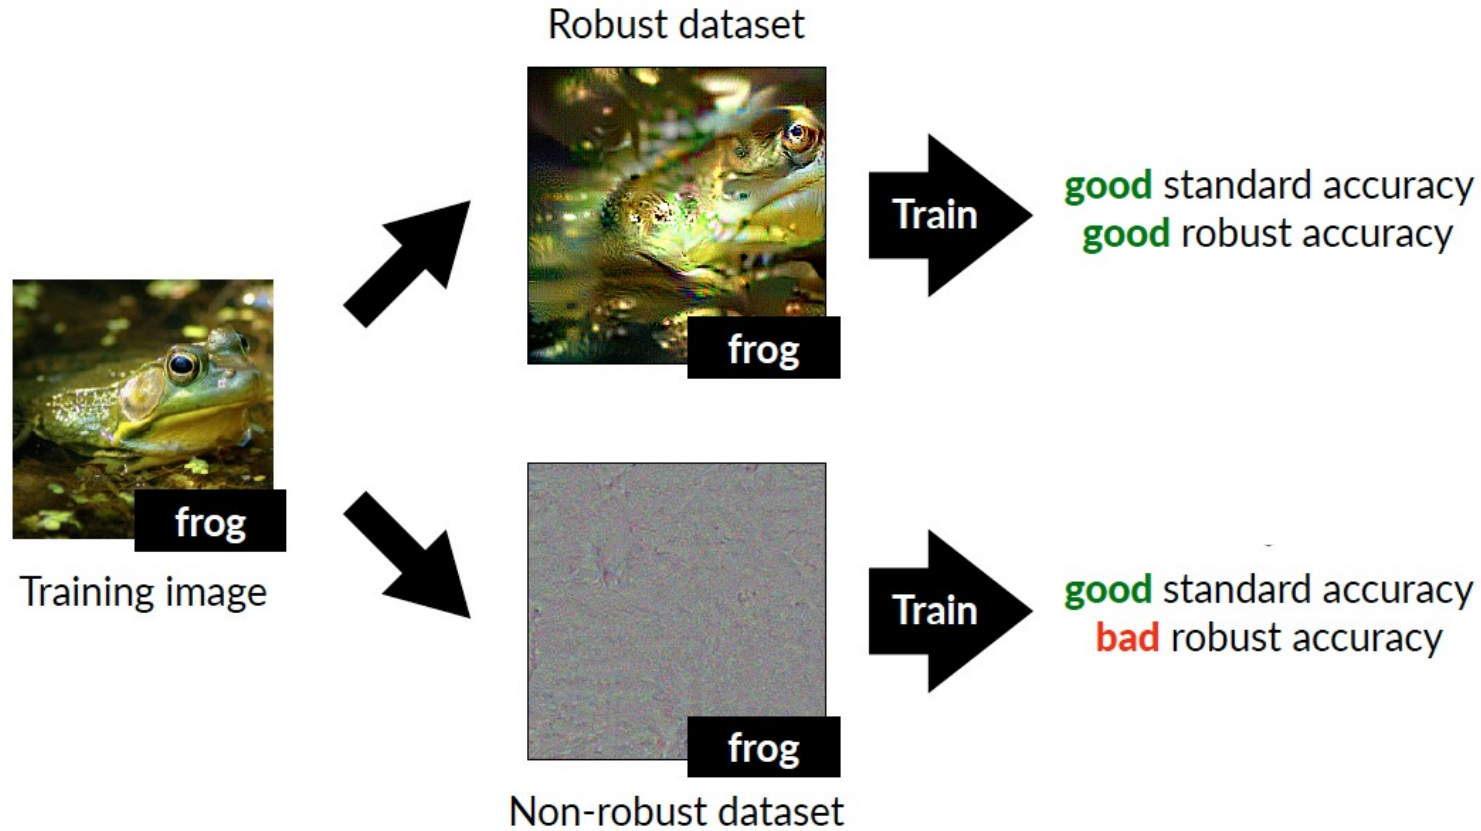 Robust dataset
frog
Train
good standard accuracy
good robust accuracy
frog
Training image
frog
Non-robust dataset
Train
good standard accuracy
bad robust accuracy